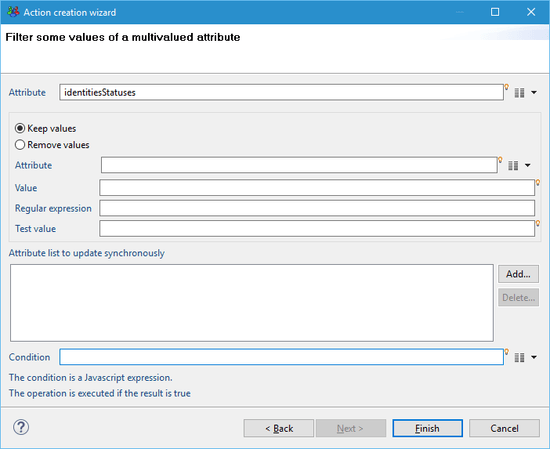 Action creation wizard
Filter some values of a multivalued attribute
Attribute identitiesStatuses
Keep values
Remove values
Attribute
Value
Regular expression
Test value
Attribute list to update synchronously
Add...
Delete...
Condition
The condition is a Javascript expression.
The operation is executed if the result is true
? < Back Next > Finish Cancel